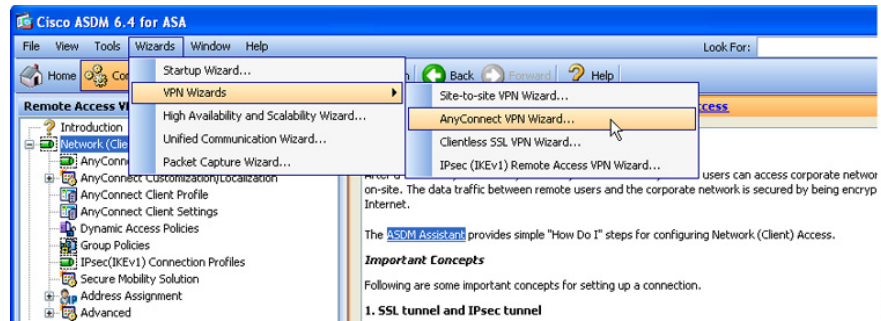 Cisco ASDM 6.4 for ASA
File View Tools Wizards Window Help Look For:
Home Co Back Forward Help
Startup Wizard...
VPN Wizards
High Availability and Scalability Wizard...
Unified Communication Wizard...
Packet Capture Wizard...
Site-to-site VPN Wizard...
AnyConnect VPN Wizard...
Clientless SSL VPN Wizard...
IPsec (IKEv1) Remote Access VPN Wizard...
Remote Access V
Introduction
Network (Clie
AnyConn
AnyConnect Customization/Localization
AnyConnect Client Profile
AnyConnect Client Settings
Dynamic Access Policies
Group Policies
IPsec(IKEv1) Connection Profiles
Secure Mobility Solution
Address Assignment
Advanced
ccess
users can access corporate networ
on-site. The data traffic between remote users and the corporate network is secured by being encryp
Internet.
The ASDM Assistant provides simple "How Do I" steps for configuring Network (Client) Access.
Important Concepts
Following are some important concepts for setting up a connection.
1. SSL tunnel and IPsec tunnel